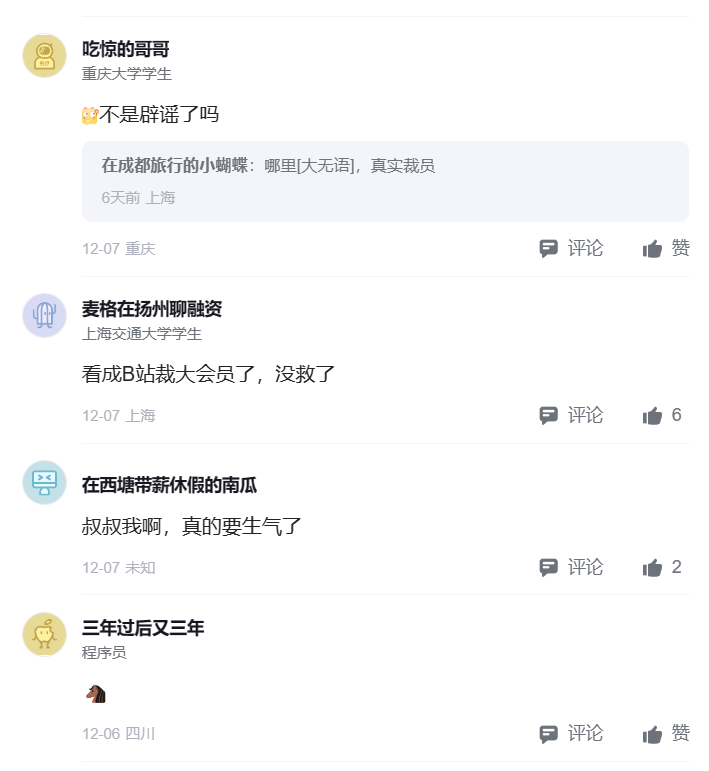 吃惊的哥哥
重庆大学学生
不是辟谣了吗
在成都旅行的小蝴蝶：哪里[大无语]，真实裁员
6天前 上海
12-07 重庆
评论
赞
麦格在扬州聊融资
上海交通大学学生
看成B站裁大会员了，没救了
12-07 上海
评论
6
在西塘带薪休假的南瓜
叔叔我啊，真的要生气了
12-07 未知
评论
2
三年过后又三年
程序员
12-06 四川
评论
赞